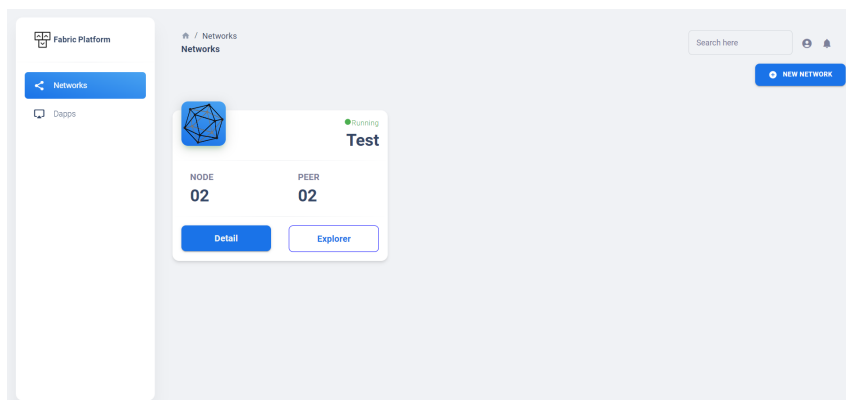 Fabric Platform
Networks
Dapps
/ Networks
Networks
Search here
NEW NETWORK
Running
Test
NODE
02
PEER
02
Detail
Explorer